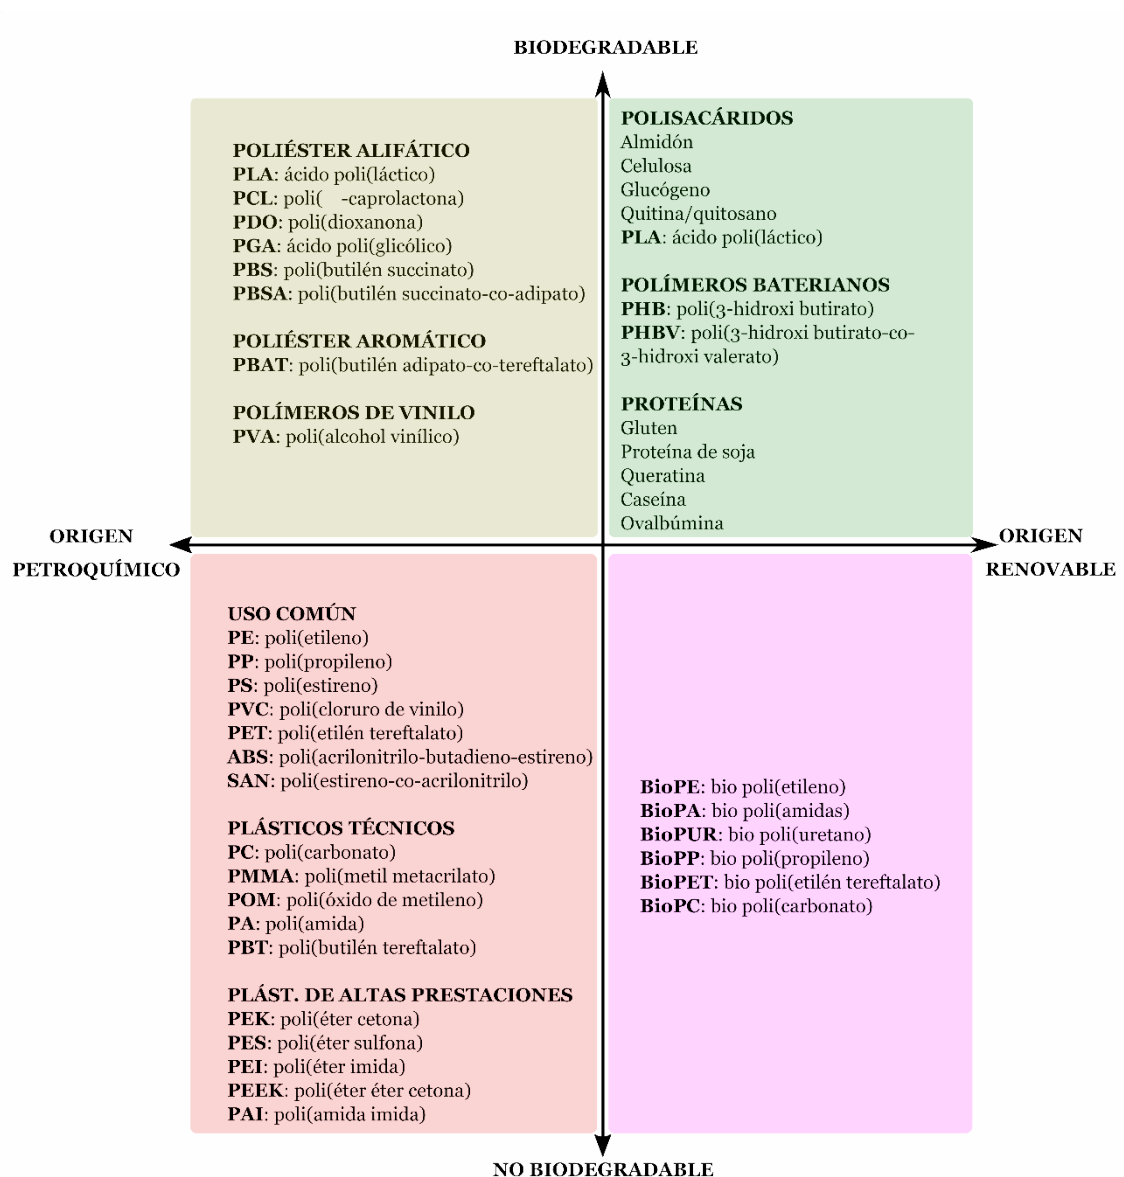 BIODEGRADABLE
POLIÉSTER ALIFÁTICO
PLA: ácido poli(láctico)
PCL: poli( -caprolactona)
PDO: poli(dioxanona)
PGA: ácido poli(glicólico)
PBS: poli(butilén succinato)
PBSA: poli(butilén succinato-co-adipato)
POLIÉSTER AROMÁTICO
PBAT: poli(butilén adipato-co-tereftalato)
POLÍMEROS DE VINILO
PVA: poli(alcohol vinílico)
POLISACÁRIDOS
Almidón
Celulosa
Glucógeno
Quitina/quitosano
PLA: ácido poli(láctico)
POLÍMEROS BATERIANOS
PHB: poli(3-hidroxi butirato)
PHBV: poli(3-hidroxi butirato-co-
3-hidroxi valerato)
PROTEÍNAS
Gluten
Proteína de soja
Queratina
Caseína
Ovalbúmina
ORIGEN
PETROQUÍMICO
ORIGEN
RENOVABLE
USO COMÚN
PE: poli(etileno)
PP: poli(propileno)
PS: poli(estireno)
PVC: poli(cloruro de vinilo)
PET: poli(etilén tereftalato)
ABS: poli(acrilonitrilo-butadieno-estireno)
SAN: poli(estireno-co-acrilonitrilo)
PLÁSTICOS TÉCNICOS
PC: poli(carbonato)
PMMA: poli(metil metacrilato)
POM: poli(óxido de metileno)
PA: poli(amida)
PBT: poli(butilén tereftalato)
PLÁST. DE ALTAS PRESTACIONES
PEK: poli(éter cetona)
PES: poli(éter sulfona)
PEI: poli(éter imida)
PEEK: poli(éter éter cetona)
PAI: poli(amida imida)
BioPE: bio poli(etileno)
BioPA: bio poli(amidas)
BioPUR: bio poli(uretano)
BioPP: bio poli(propileno)
BioPET: bio poli(etilén tereftalato)
BioPC: bio poli(carbonato)
NO BIODEGRADABLE